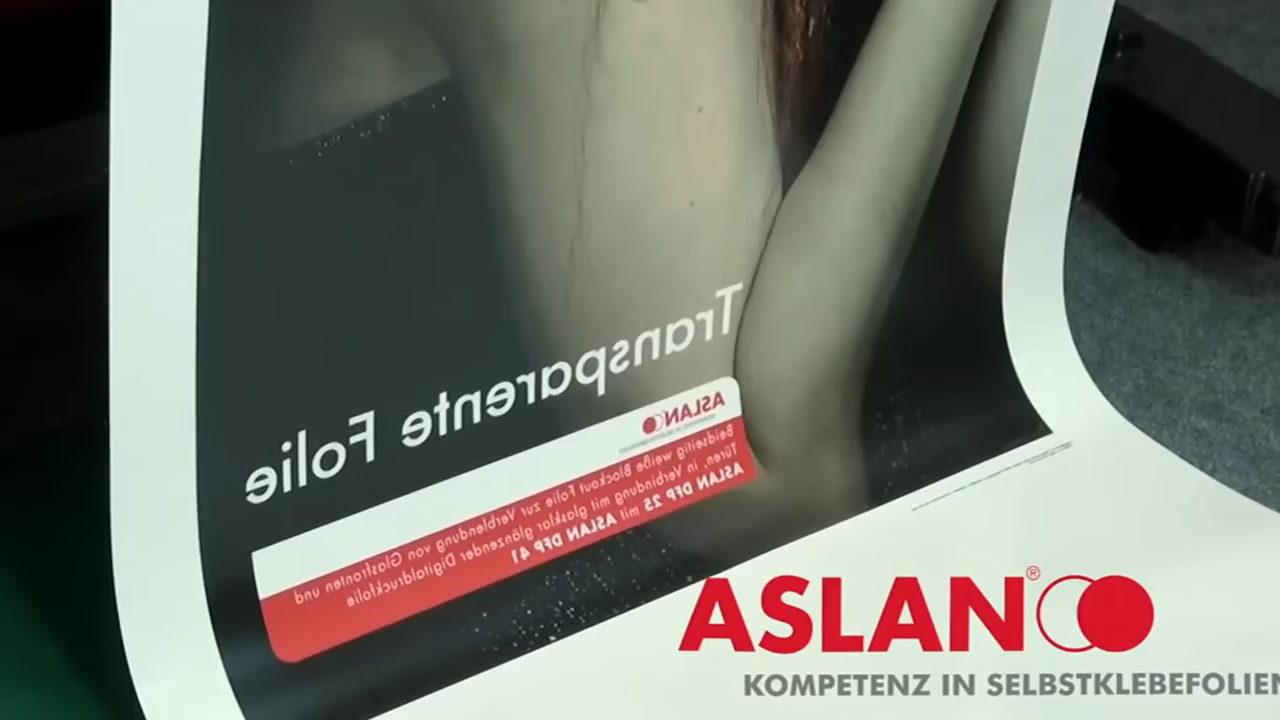 Transparente Folie
ASLAN
Beidseitig weiße Blockout Folie zur Verblendung von Glasfronten und
Türen, in Verbindung mit glasklar glänzender Digitaldruckfolie
ASLAN DFP 25 mit ASLAN DFP 41
ASLAN®
KOMPETENZ IN SELBSTKLEBEFOLIEN